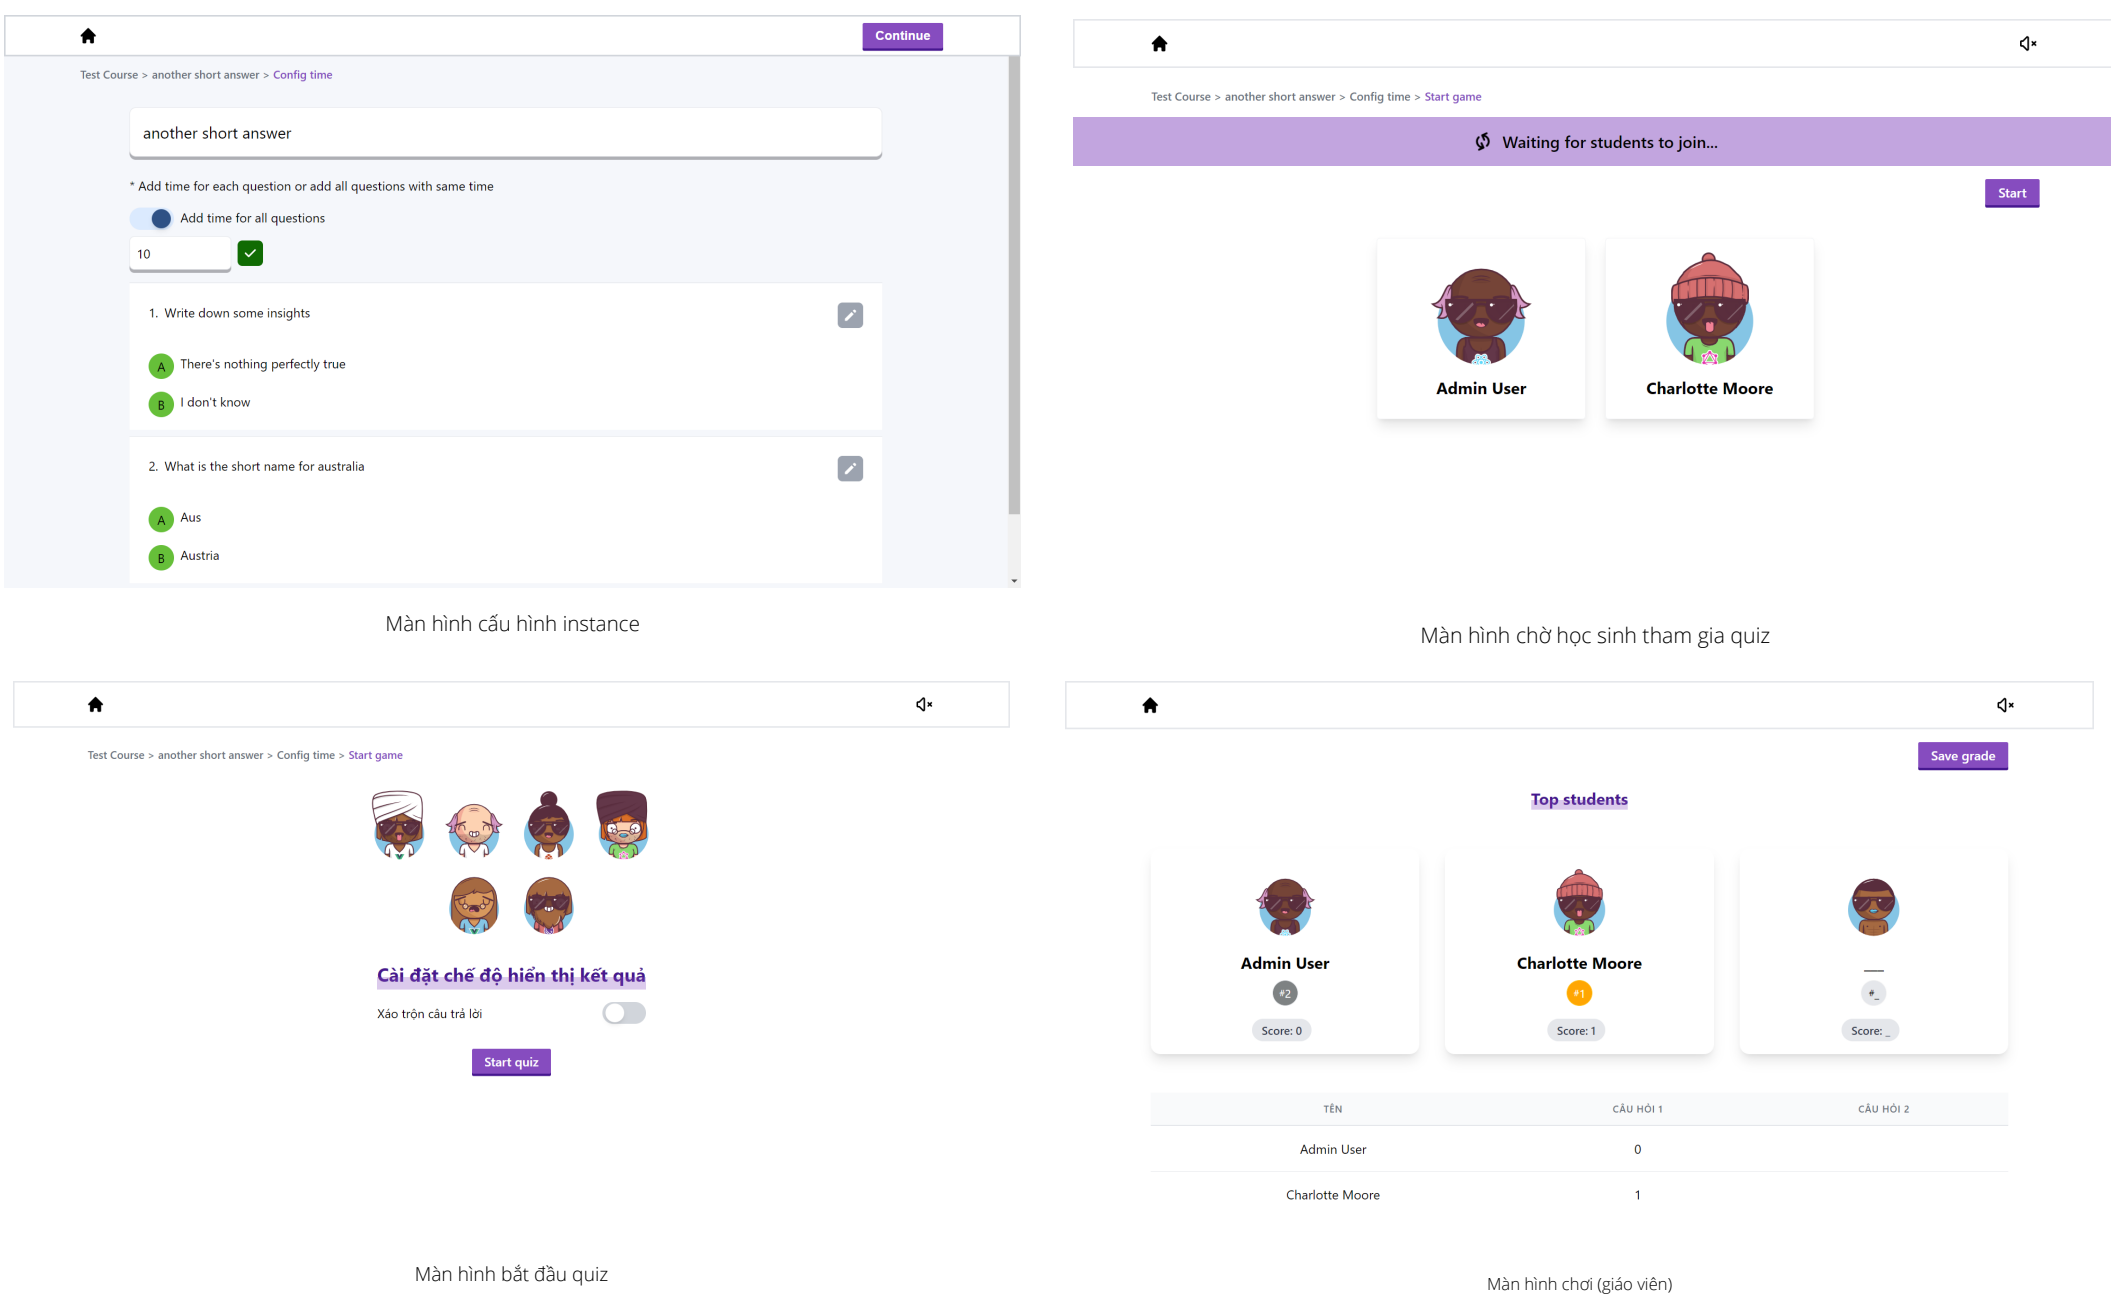 Continue
Test Course > another short answer > Config time
another short answer
* Add time for each question or add all questions with same time
Add time for all questions
10
1. Write down some insights
A There's nothing perfectly true
B I don't know
2. What is the short name for australia
A Aus
B Austria
Màn hình cấu hình instance
Test Course > another short answer > Config time > Start game
Waiting for students to join...
Start
Admin User Charlotte Moore
Màn hình chờ học sinh tham gia quiz
Test Course > another short answer > Config time > Start game
Cài đặt chế độ hiển thị kết quả
Xáo trộn câu trả lời
Start quiz
Màn hình bắt đầu quiz
Save grade
Top students
Admin User Charlotte Moore __
#2 #1 #_
Score: 0 Score: 1 Score: _
TÊN CÂU HỎI 1 CÂU HỎI 2
Admin User 0
Charlotte Moore 1
Màn hình chơi (giáo viên)